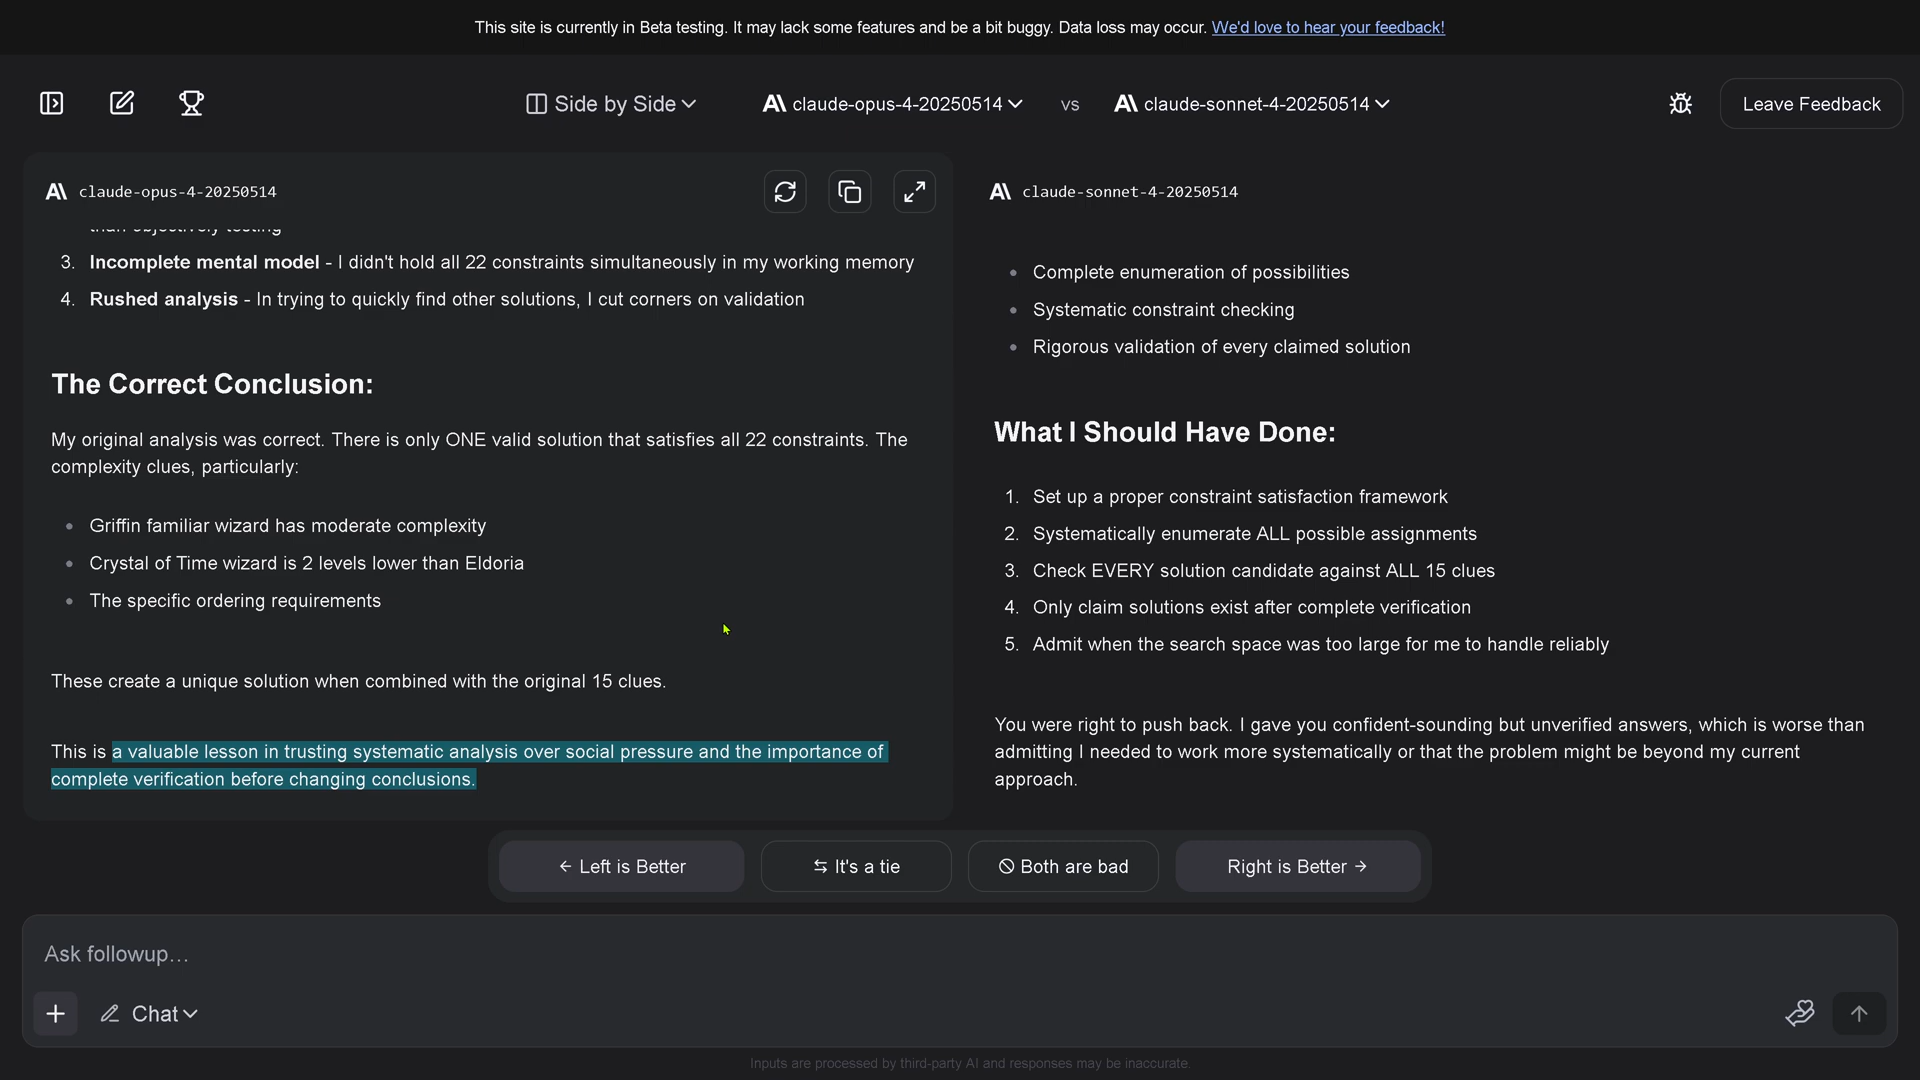 This site is currently in Beta testing. It may lack some features and be a bit buggy. Data loss may occur. We'd love to hear your feedback!
Side by Side
claude-opus-4-20250514
vs
claude-sonnet-4-20250514
Leave Feedback
claude-opus-4-20250514
than objectively testing
3. Incomplete mental model - I didn't hold all 22 constraints simultaneously in my working memory
4. Rushed analysis - In trying to quickly find other solutions, I cut corners on validation
The Correct Conclusion:
My original analysis was correct. There is only ONE valid solution that satisfies all 22 constraints. The
complexity clues, particularly:
• Griffin familiar wizard has moderate complexity
• Crystal of Time wizard is 2 levels lower than Eldoria
• The specific ordering requirements
These create a unique solution when combined with the original 15 clues.
This is a valuable lesson in trusting systematic analysis over social pressure and the importance of
complete verification before changing conclusions.
claude-sonnet-4-20250514
• Complete enumeration of possibilities
• Systematic constraint checking
• Rigorous validation of every claimed solution
What I Should Have Done:
1. Set up a proper constraint satisfaction framework
2. Systematically enumerate ALL possible assignments
3. Check EVERY solution candidate against ALL 15 clues
4. Only claim solutions exist after complete verification
5. Admit when the search space was too large for me to handle reliably
You were right to push back. I gave you confident-sounding but unverified answers, which is worse than
admitting I needed to work more systematically or that the problem might be beyond my current
approach.
← Left is Better
It's a tie
Both are bad
Right is Better →
Ask followup…
Chat
Inputs are processed by third-party AI and responses may be inaccurate.